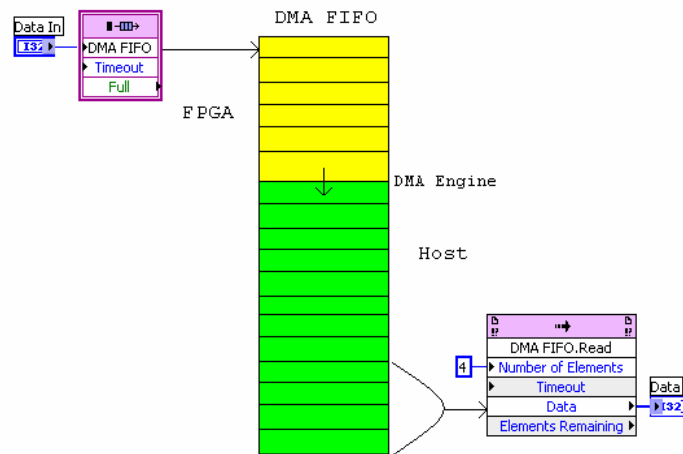 DMA FIFO
Data In
I32
DMA FIFO
Timeout
Full
FPGA
DMA Engine
Host
DMA FIFO.Read
4
Number of Elements
Timeout
Data
Data
I32
Elements Remaining